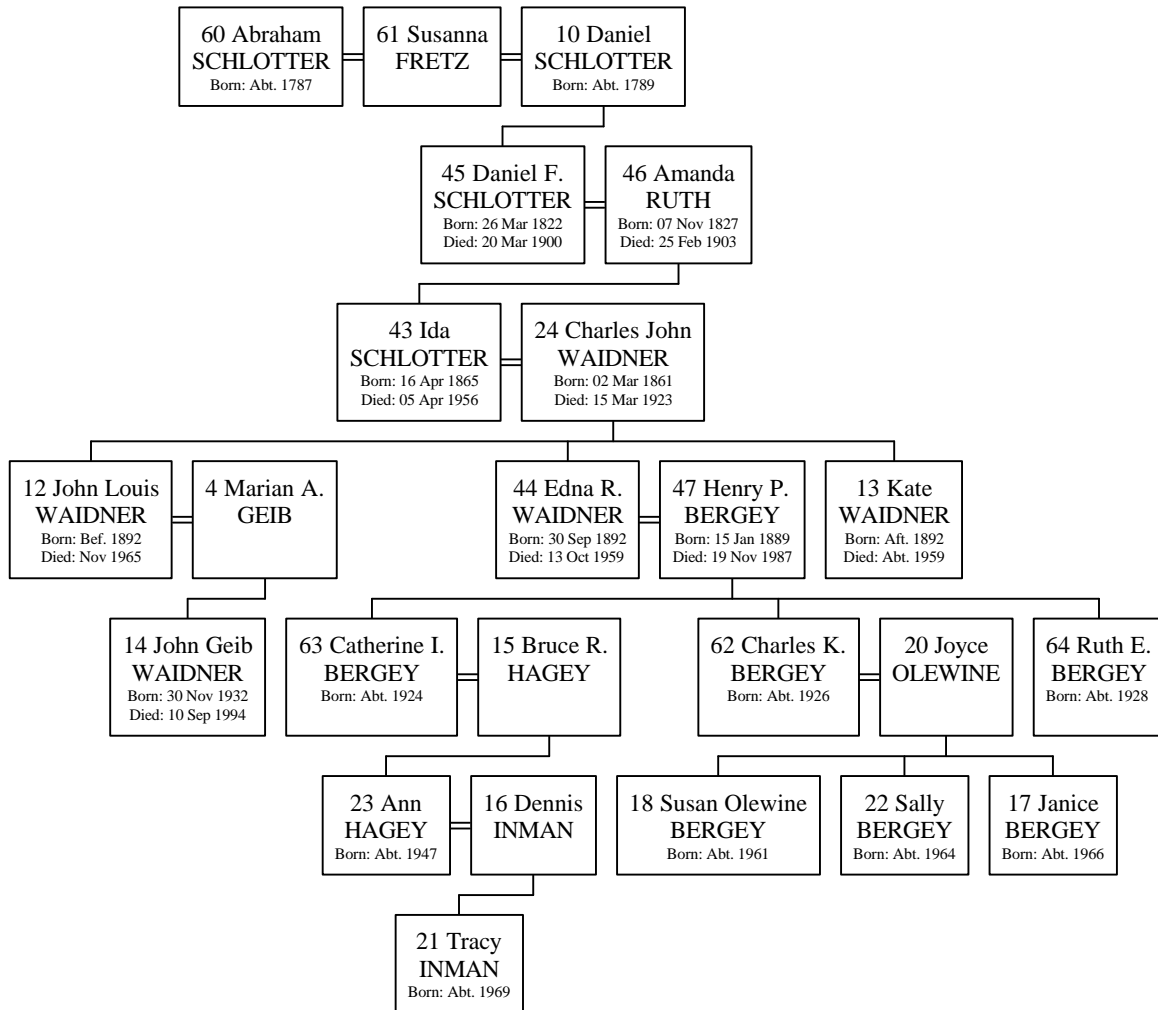 60 Abraham
SCHLOTTER
Born: Abt. 1787
61 Susanna
FRETZ
10 Daniel
SCHLOTTER
Born: Abt. 1789
45 Daniel F.
SCHLOTTER
Born: 26 Mar 1822
Died: 20 Mar 1900
46 Amanda
RUTH
Born: 07 Nov 1827
Died: 25 Feb 1903
43 Ida
SCHLOTTER
Born: 16 Apr 1865
Died: 05 Apr 1956
24 Charles John
WAIDNER
Born: 02 Mar 1861
Died: 15 Mar 1923
12 John Louis
WAIDNER
Born: Bef. 1892
Died: Nov 1965
4 Marian A.
GEIB
44 Edna R.
WAIDNER
Born: 30 Sep 1892
Died: 13 Oct 1959
47 Henry P.
BERGEY
Born: 15 Jan 1889
Died: 19 Nov 1987
13 Kate
WAIDNER
Born: Aft. 1892
Died: Abt. 1959
14 John Geib
WAIDNER
Born: 30 Nov 1932
Died: 10 Sep 1994
63 Catherine I.
BERGEY
Born: Abt. 1924
15 Bruce R.
HAGEY
62 Charles K.
BERGEY
Born: Abt. 1926
20 Joyce
OLEWINE
64 Ruth E.
BERGEY
Born: Abt. 1928
23 Ann
HAGEY
Born: Abt. 1947
16 Dennis
INMAN
18 Susan Olewine
BERGEY
Born: Abt. 1961
22 Sally
BERGEY
Born: Abt. 1964
17 Janice
BERGEY
Born: Abt. 1966
21 Tracy
INMAN
Born: Abt. 1969